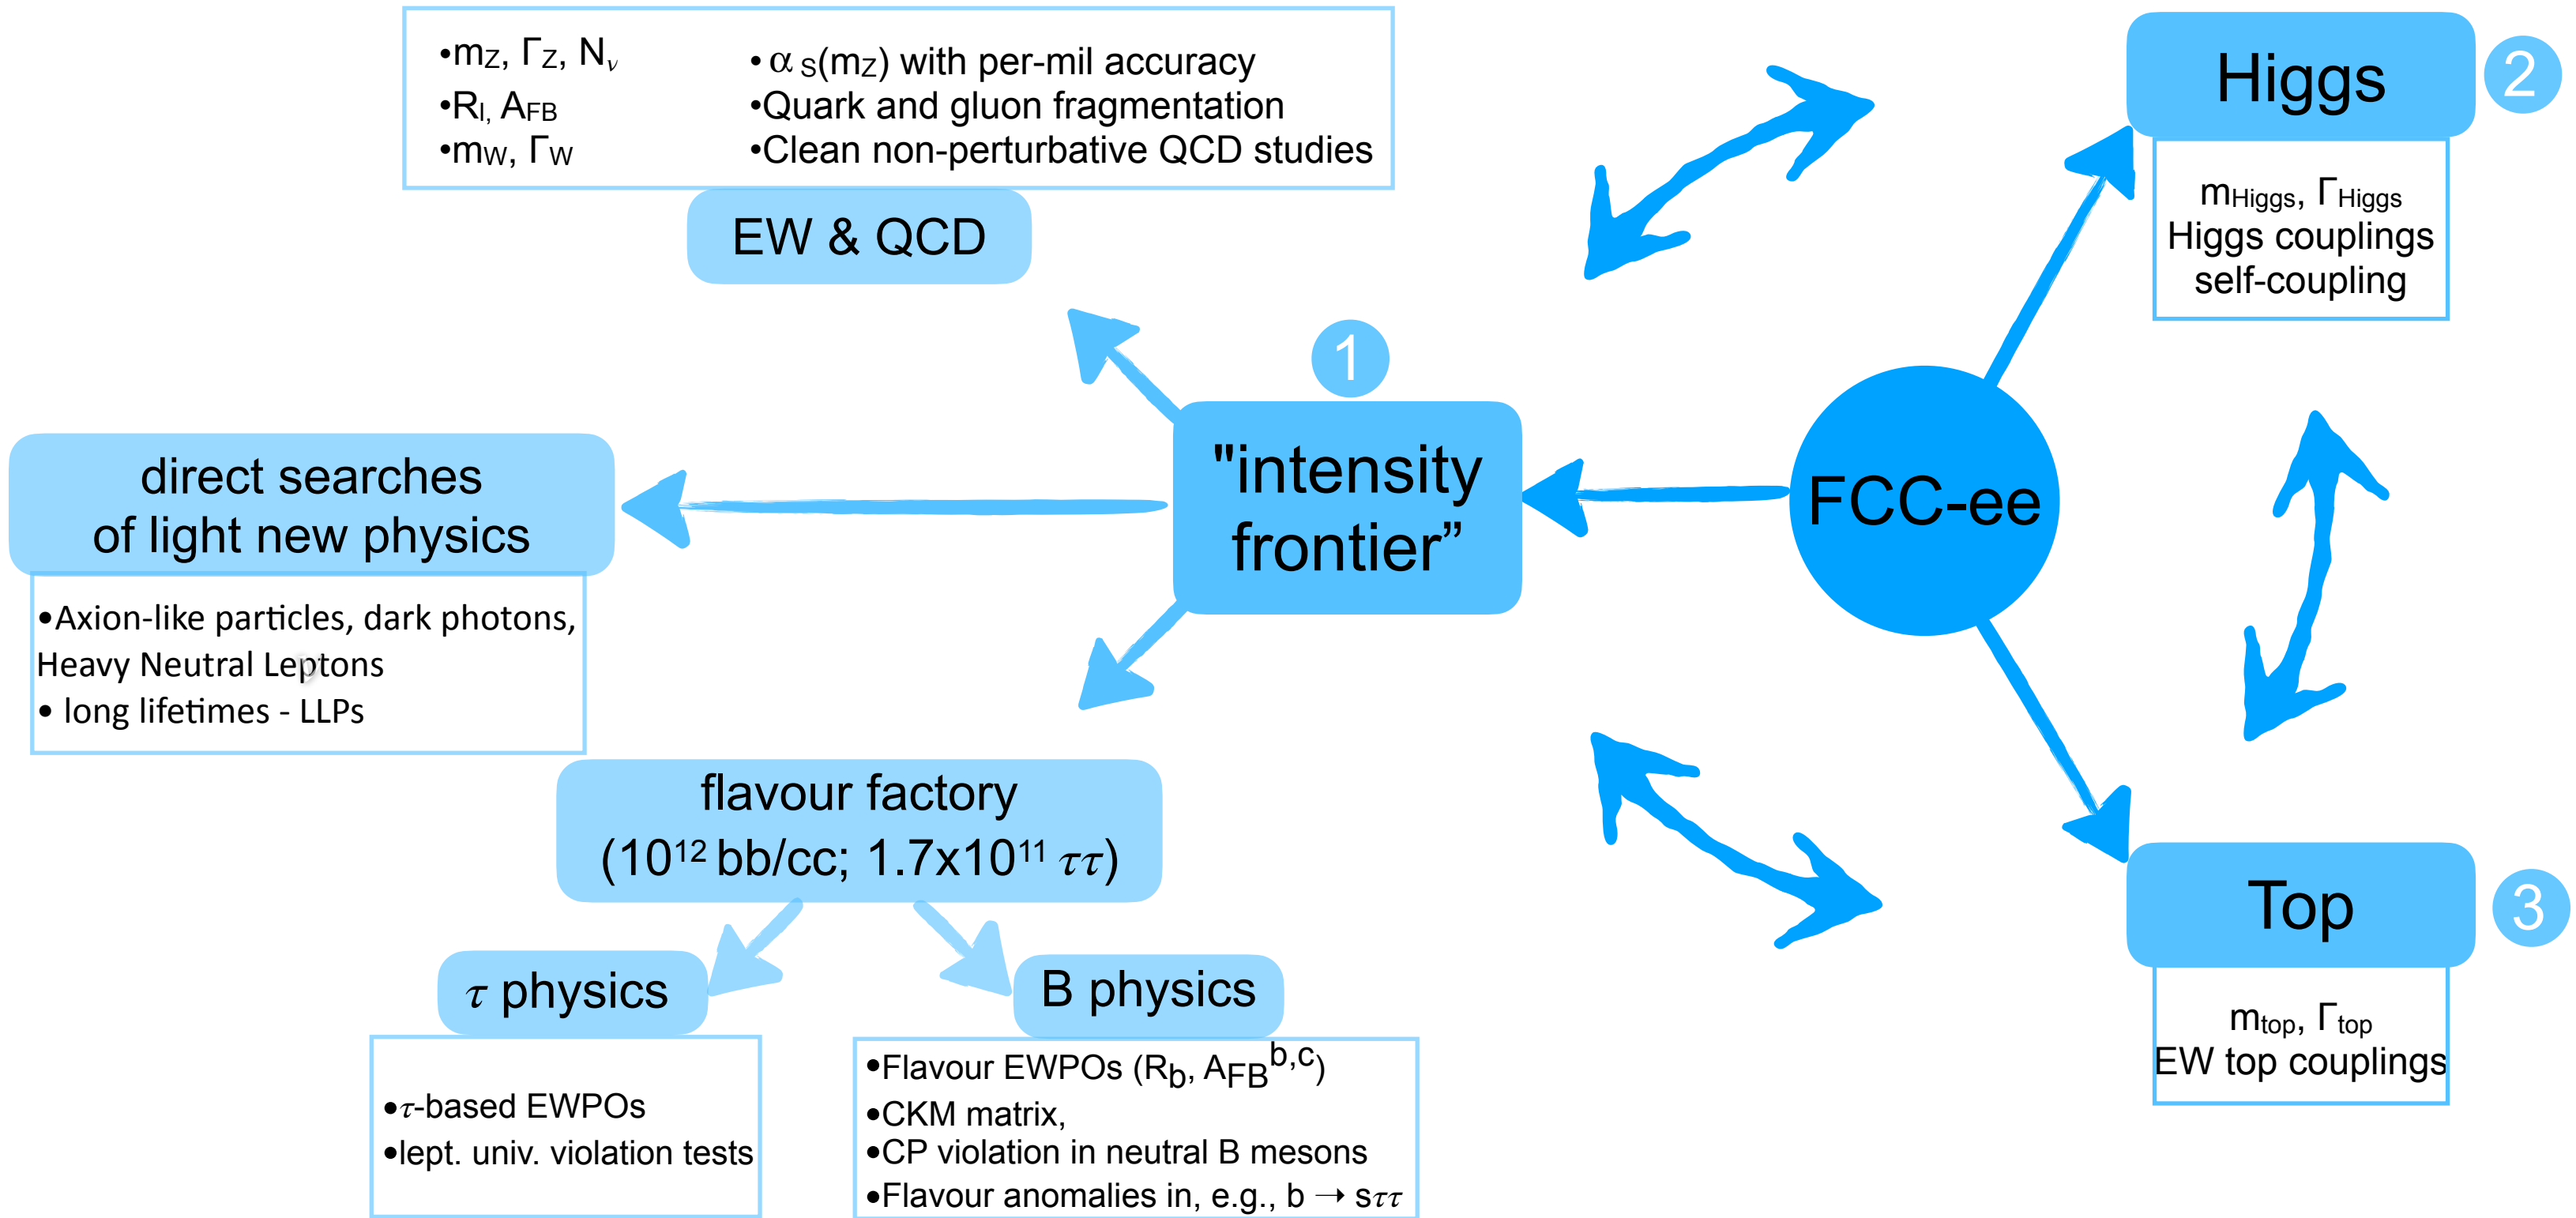 •mZ, ΓZ, Nν
•Rl, AFB
•mW, ΓW
• α S(mZ) with per-mil accuracy
•Quark and gluon fragmentation
•Clean non-perturbative QCD studies
EW & QCD
Higgs
2
mHiggs, ΓHiggs
Higgs couplings
self-coupling
1
"intensity
frontier”
FCC-ee
direct searches
of light new physics
•Axion-like particles, dark photons,
Heavy Neutral Leptons
• long lifetimes - LLPs
flavour factory
(10¹² bb/cc; 1.7x10¹¹ ττ)
τ physics
•τ-based EWPOs
•lept. univ. violation tests
B physics
•Flavour EWPOs (Rb, AFB^b,c)
•CKM matrix,
•CP violation in neutral B mesons
•Flavour anomalies in, e.g., b → sττ
Top
3
mtop, Γtop
EW top couplings